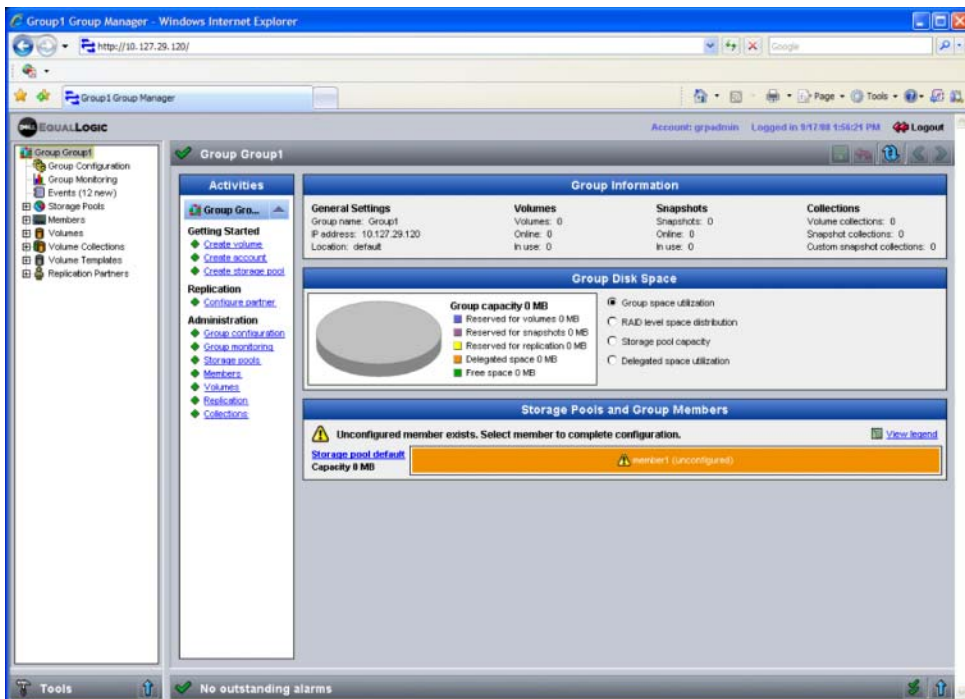 Group1 Group Manager - Windows Internet Explorer
http://10.127.29.120/
Google
Group1 Group Manager
Page
Tools
DELL EQUALLOGIC
Account: grpadmin Logged in 9/17/08 1:56:21 PM Logout
Group Group1
Group Configuration
Group Monitoring
Events (12 new)
Storage Pools
Members
Volumes
Volume Collections
Volume Templates
Replication Partners
Tools
Group Group1
Activities
Group Gro...
Getting Started
Create volume
Create account
Create storage pool
Replication
Configure partner
Administration
Group configuration
Group monitoring
Storage pools
Members
Volumes
Replication
Collections
Group Information
General Settings
Group name: Group1
IP address: 10.127.29.120
Location: default
Volumes
Volumes: 0
Online: 0
In use: 0
Snapshots
Snapshots: 0
Online: 0
In use: 0
Collections
Volume collections: 0
Snapshot collections: 0
Custom snapshot collections: 0
Group Disk Space
Group capacity 0 MB
Reserved for volumes 0 MB
Reserved for snapshots 0 MB
Reserved for replication 0 MB
Delegated space 0 MB
Free space 0 MB
Group space utilization
RAID level space distribution
Storage pool capacity
Delegated space utilization
Storage Pools and Group Members
Unconfigured member exists. Select member to complete configuration.
View legend
Storage pool default
Capacity 0 MB
member1 (unconfigured)
No outstanding alarms